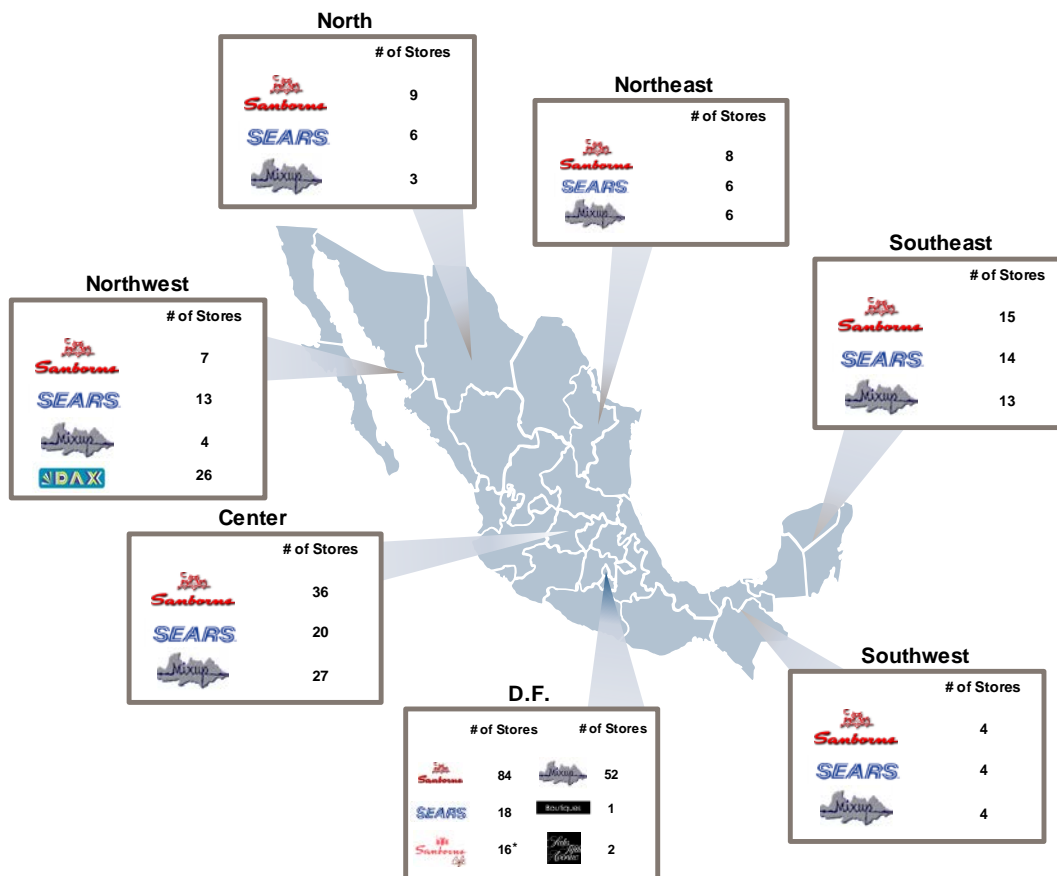 North
# of Stores
Sanborns 9
SEARS 6
Mixup 3
Northeast
# of Stores
Sanborns 8
SEARS 6
Mixup 6
Southeast
# of Stores
Sanborns 15
SEARS 14
Mixup 13
Northwest
# of Stores
Sanborns 7
SEARS 13
Mixup 4
DAX 26
Center
# of Stores
Sanborns 36
SEARS 20
Mixup 27
D.F.
# of Stores # of Stores
Sanborns 84 Mixup 52
SEARS 18 Boutiques 1
Sanborns Café 16* Saks Fifth Avenue 2
Southwest
# of Stores
Sanborns 4
SEARS 4
Mixup 4